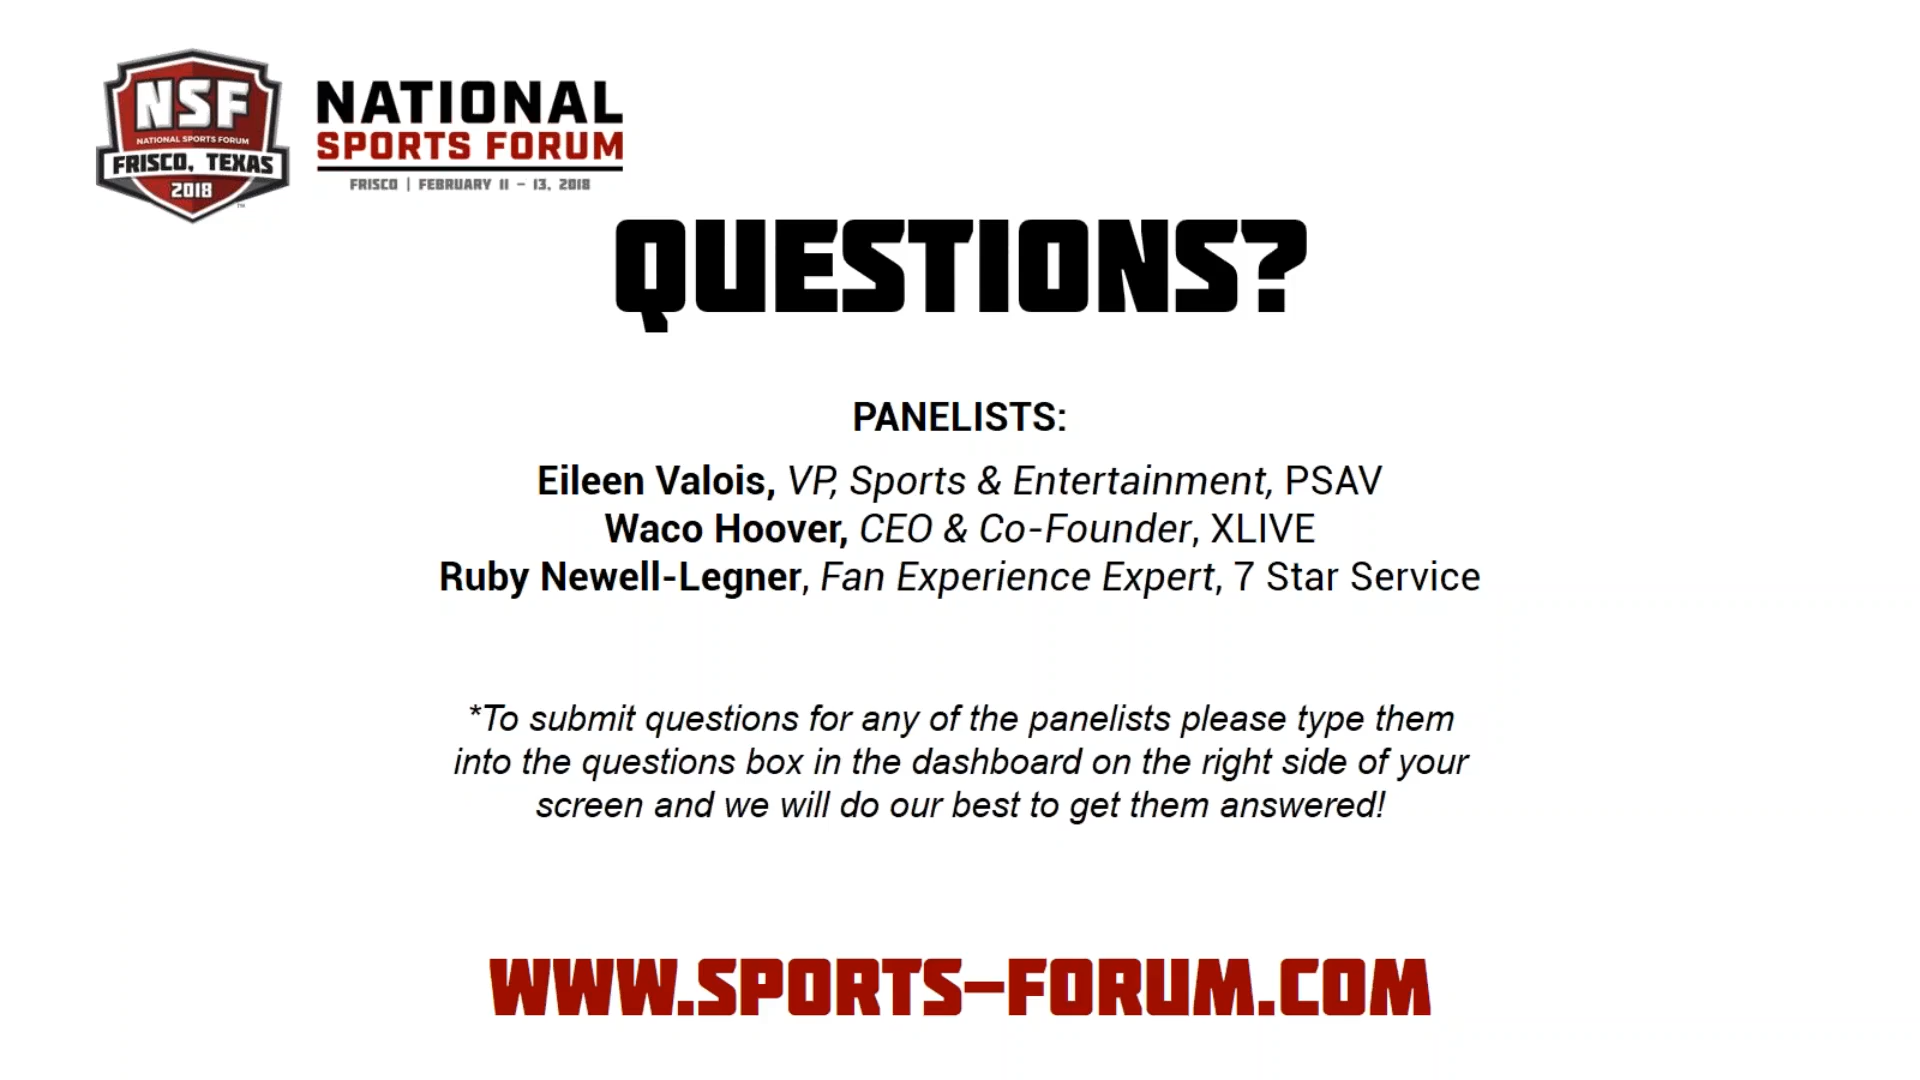 NSF
NATIONAL SPORTS FORUM
FRISCO, TEXAS
2018
TM
NATIONAL
SPORTS FORUM
FRISCO | FEBRUARY 11 - 13, 2018
QUESTIONS?
PANELISTS:
Eileen Valois, VP, Sports & Entertainment, PSAV
Waco Hoover, CEO & Co-Founder, XLIVE
Ruby Newell-Legner, Fan Experience Expert, 7 Star Service
*To submit questions for any of the panelists please type them
into the questions box in the dashboard on the right side of your
screen and we will do our best to get them answered!
WWW.SPORTS-FORUM.COM